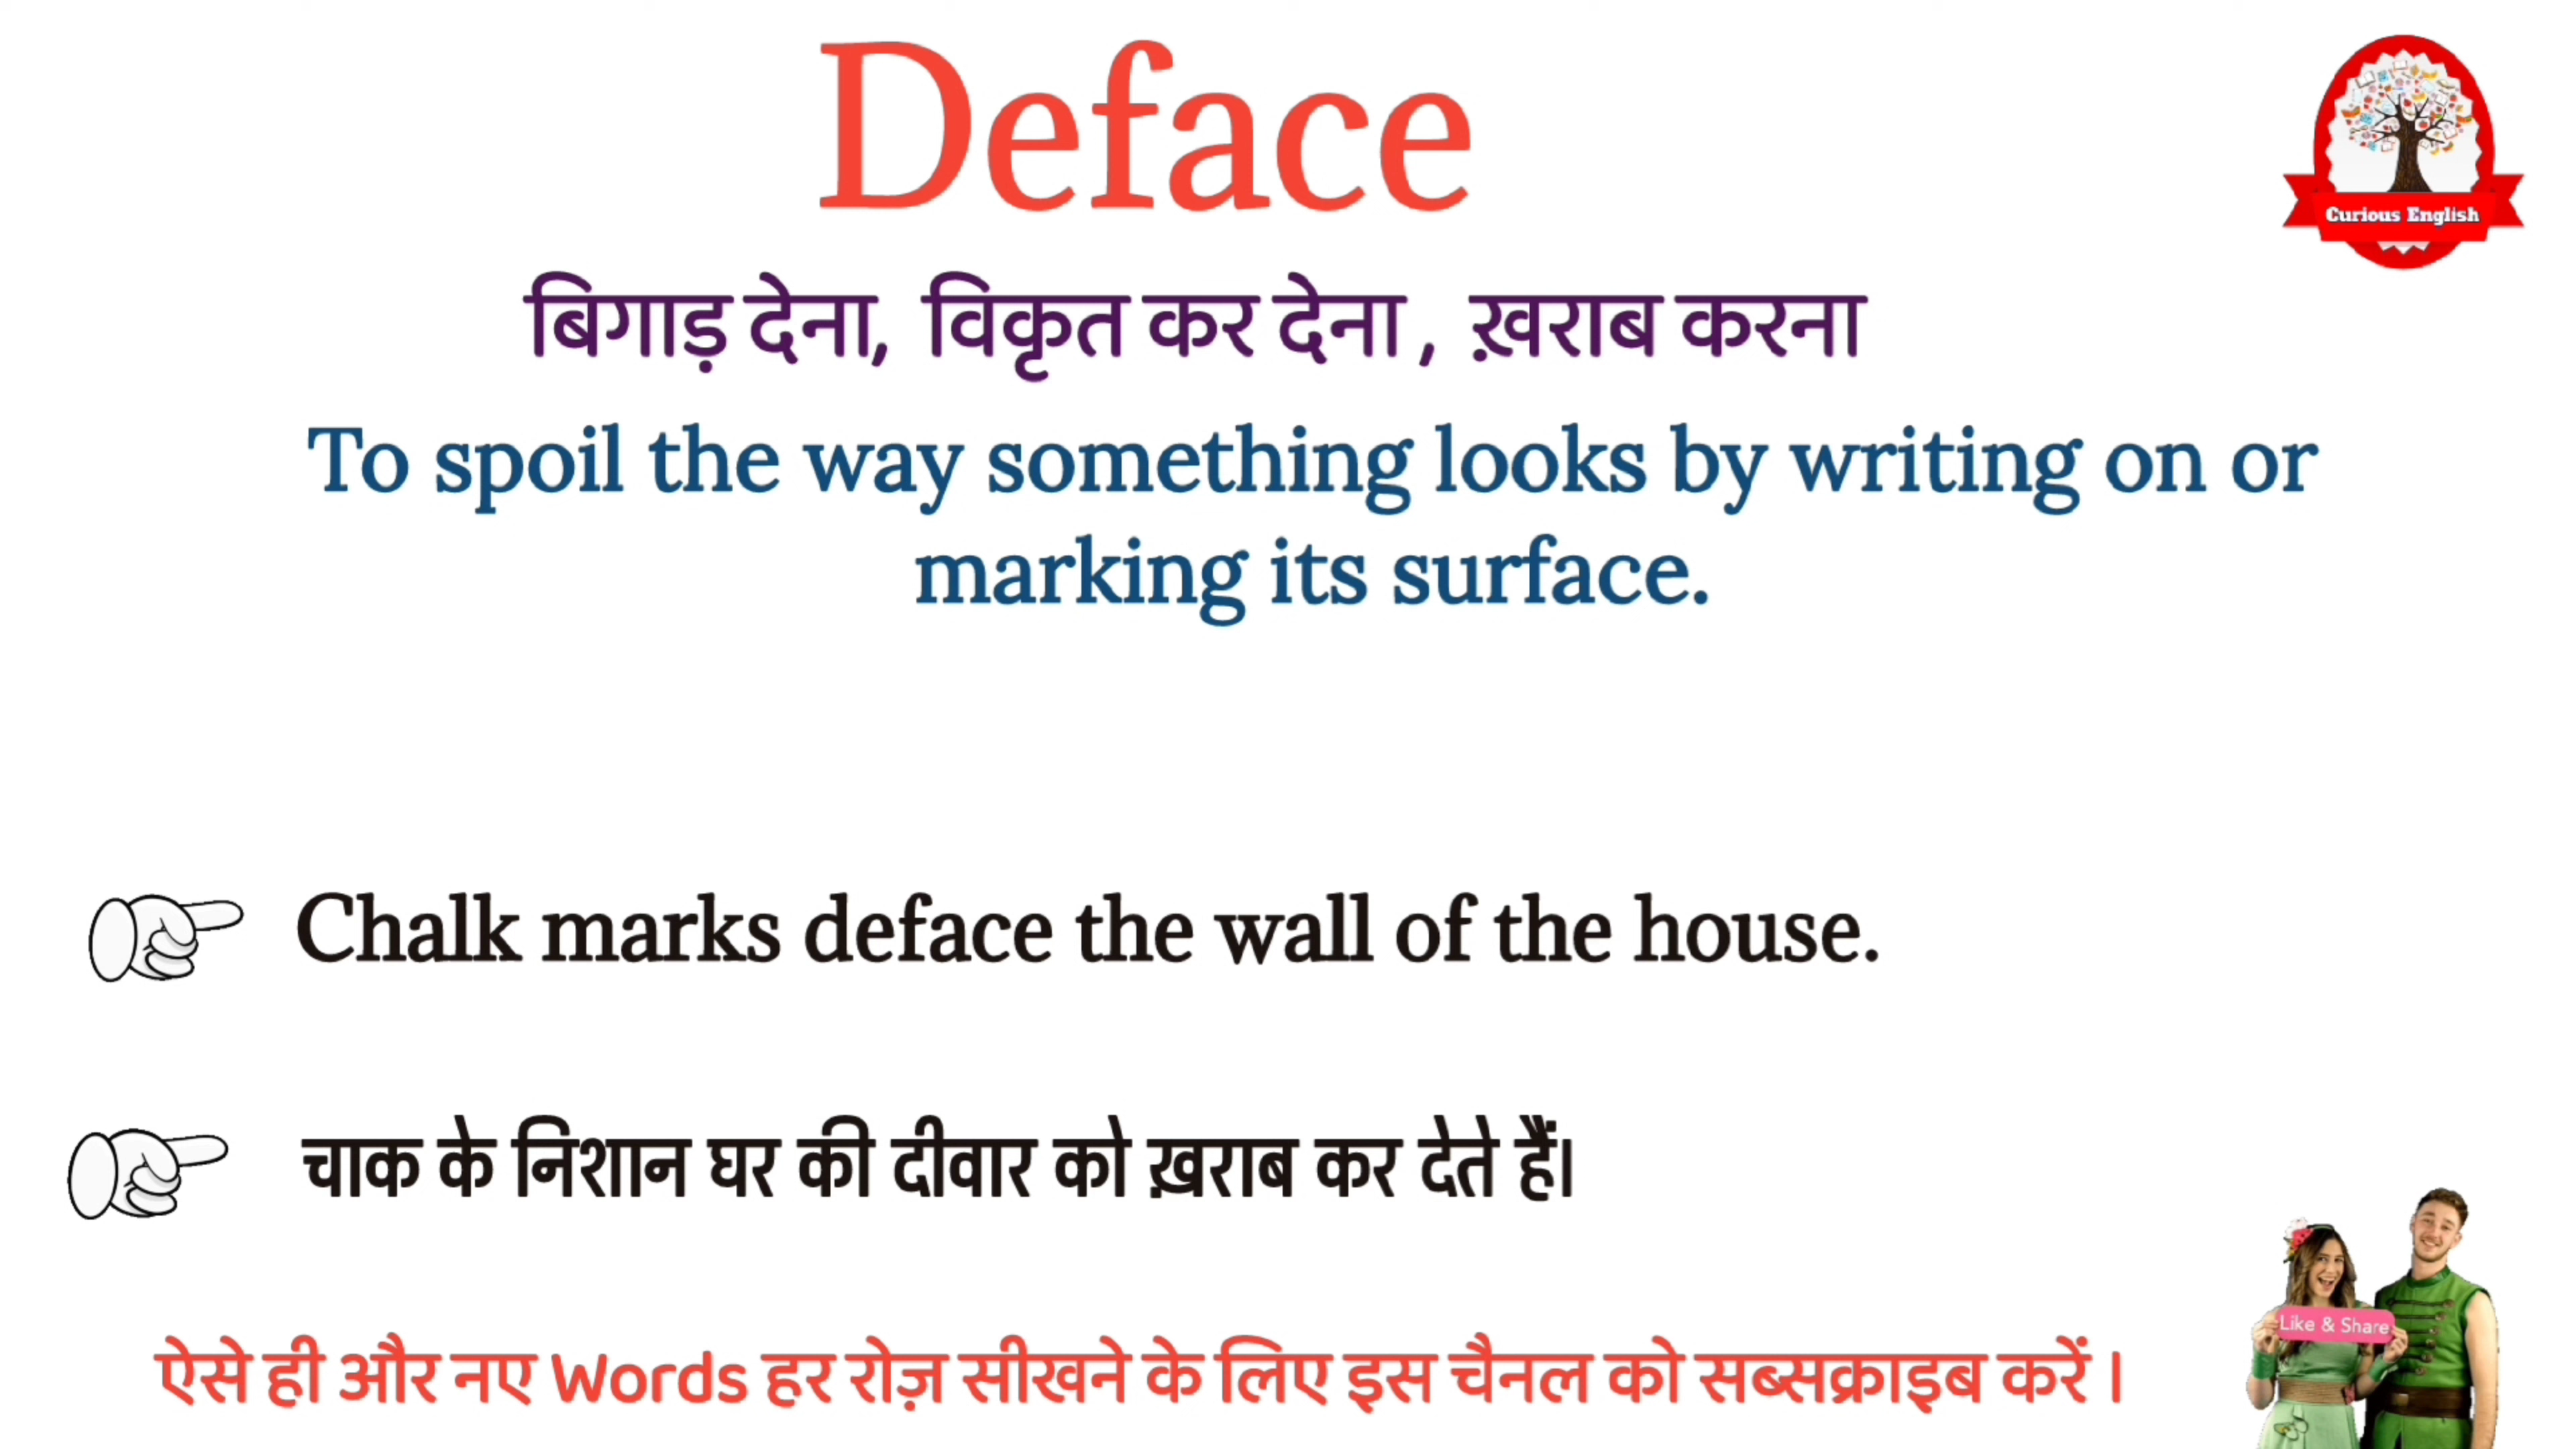 Deface
Curious English
बिगाड़ देना, विकृत कर देना, ख़राब करना
To spoil the way something looks by writing on or
marking its surface.
Chalk marks deface the wall of the house.
चाक के निशान घर की दीवार को ख़राब कर देते हैं।
Like & Share
ऐसे ही और नए Words हर रोज़ सीखने के लिए इस चैनल को सब्सक्राइब करें।